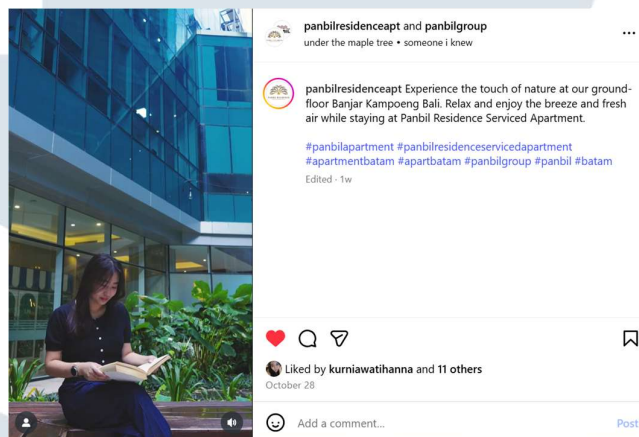 panbilresidenceapt and panbilgroup
under the maple tree • someone i knew
panbilresidenceapt Experience the touch of nature at our ground-
floor Banjar Kampoeng Bali. Relax and enjoy the breeze and fresh
air while staying at Panbil Residence Serviced Apartment.
#panbilapartment #panbilresidenceservicedapartment
#apartmentbatam #apartbatam #panbilgroup #panbil #batam
Edited · 1w
Liked by kurniawatihanna and 11 others
October 28
Add a comment...
Post